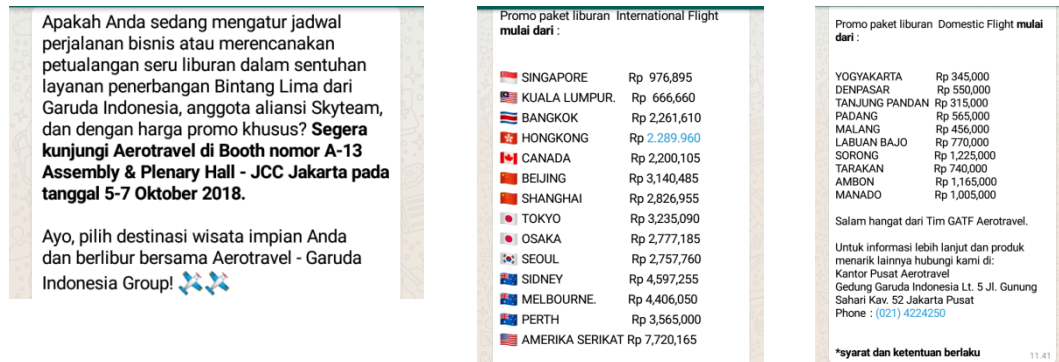 Apakah Anda sedang mengatur jadwal
perjalanan bisnis atau merencanakan
petualangan seru liburan dalam sentuhan
layanan penerbangan Bintang Lima dari
Garuda Indonesia, anggota aliansi Skyteam,
dan dengan harga promo khusus? Segera
kunjungi Aerotravel di Booth nomor A-13
Assembly & Plenary Hall - JCC Jakarta pada
tanggal 5-7 Oktober 2018.
Ayo, pilih destinasi wisata impian Anda
dan berlibur bersama Aerotravel - Garuda
Indonesia Group!
Promo paket liburan International Flight
mulai dari :
SINGAPORE Rp 976,895
KUALA LUMPUR. Rp 666,660
BANGKOK Rp 2,261,610
HONGKONG Rp 2.289.960
CANADA Rp 2,200,105
BEIJING Rp 3,140,485
SHANGHAI Rp 2,826,955
TOKYO Rp 3,235,090
OSAKA Rp 2,777,185
SEOUL Rp 2,757,760
SIDNEY Rp 4,597,255
MELBOURNE. Rp 4,406,050
PERTH Rp 3,565,000
AMERIKA SERIKAT Rp 7,720,165
Promo paket liburan Domestic Flight mulai
dari :
YOGYAKARTA Rp 345,000
DENPASAR Rp 550,000
TANJUNG PANDAN Rp 315,000
PADANG Rp 565,000
MALANG Rp 456,000
LABUAN BAJO Rp 770,000
SORONG Rp 1,225,000
TARAKAN Rp 740,000
AMBON Rp 1,165,000
MANADO Rp 1,005,000
Salam hangat dari Tim GATF Aerotravel.
Untuk informasi lebih lanjut dan produk
menarik lainnya hubungi kami di:
Kantor Pusat Aerotravel
Gedung Garuda Indonesia Lt. 5 Jl. Gunung
Sahari Kav. 52 Jakarta Pusat
Phone : (021) 4224250
*syarat dan ketentuan berlaku 11.41